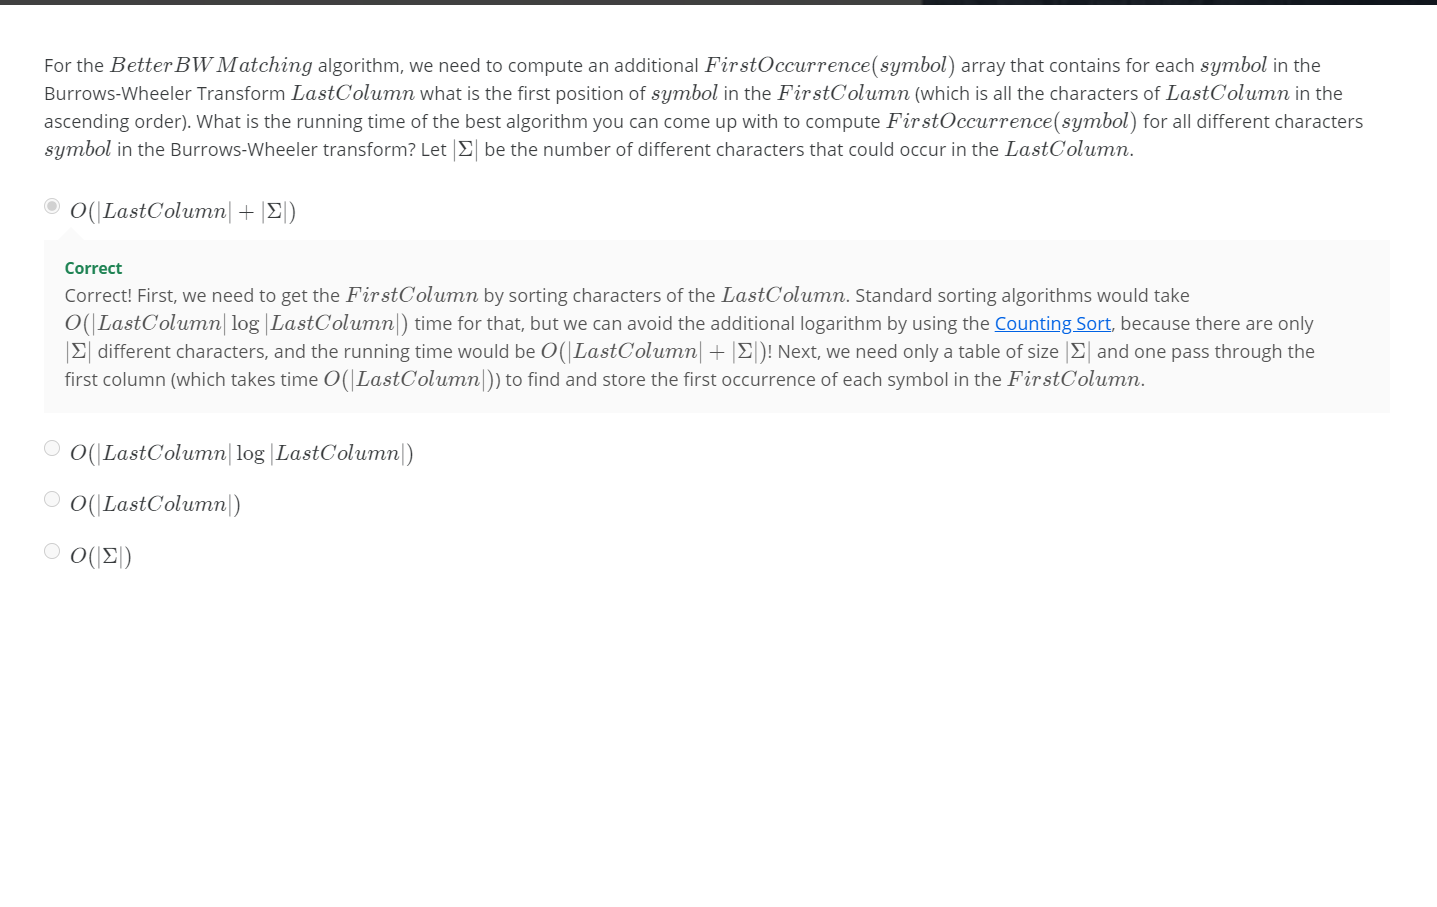 For the BetterBWMatching algorithm, we need to compute an additional FirstOccurrence(symbol) array that contains for each symbol in the
Burrows-Wheeler Transform LastColumn what is the first position of symbol in the FirstColumn (which is all the characters of LastColumn in the
ascending order). What is the running time of the best algorithm you can come up with to compute FirstOccurrence(symbol) for all different characters
symbol in the Burrows-Wheeler transform? Let |Σ| be the number of different characters that could occur in the LastColumn.
O(|LastColumn| + |Σ|)
Correct
Correct! First, we need to get the FirstColumn by sorting characters of the LastColumn. Standard sorting algorithms would take
O(|LastColumn| log |LastColumn|) time for that, but we can avoid the additional logarithm by using the Counting Sort, because there are only
|Σ| different characters, and the running time would be O(|LastColumn| + |Σ|)! Next, we need only a table of size |Σ| and one pass through the
first column (which takes time O(|LastColumn|)) to find and store the first occurrence of each symbol in the FirstColumn.
O(|LastColumn| log |LastColumn|)
O(|LastColumn|)
O(|Σ|)